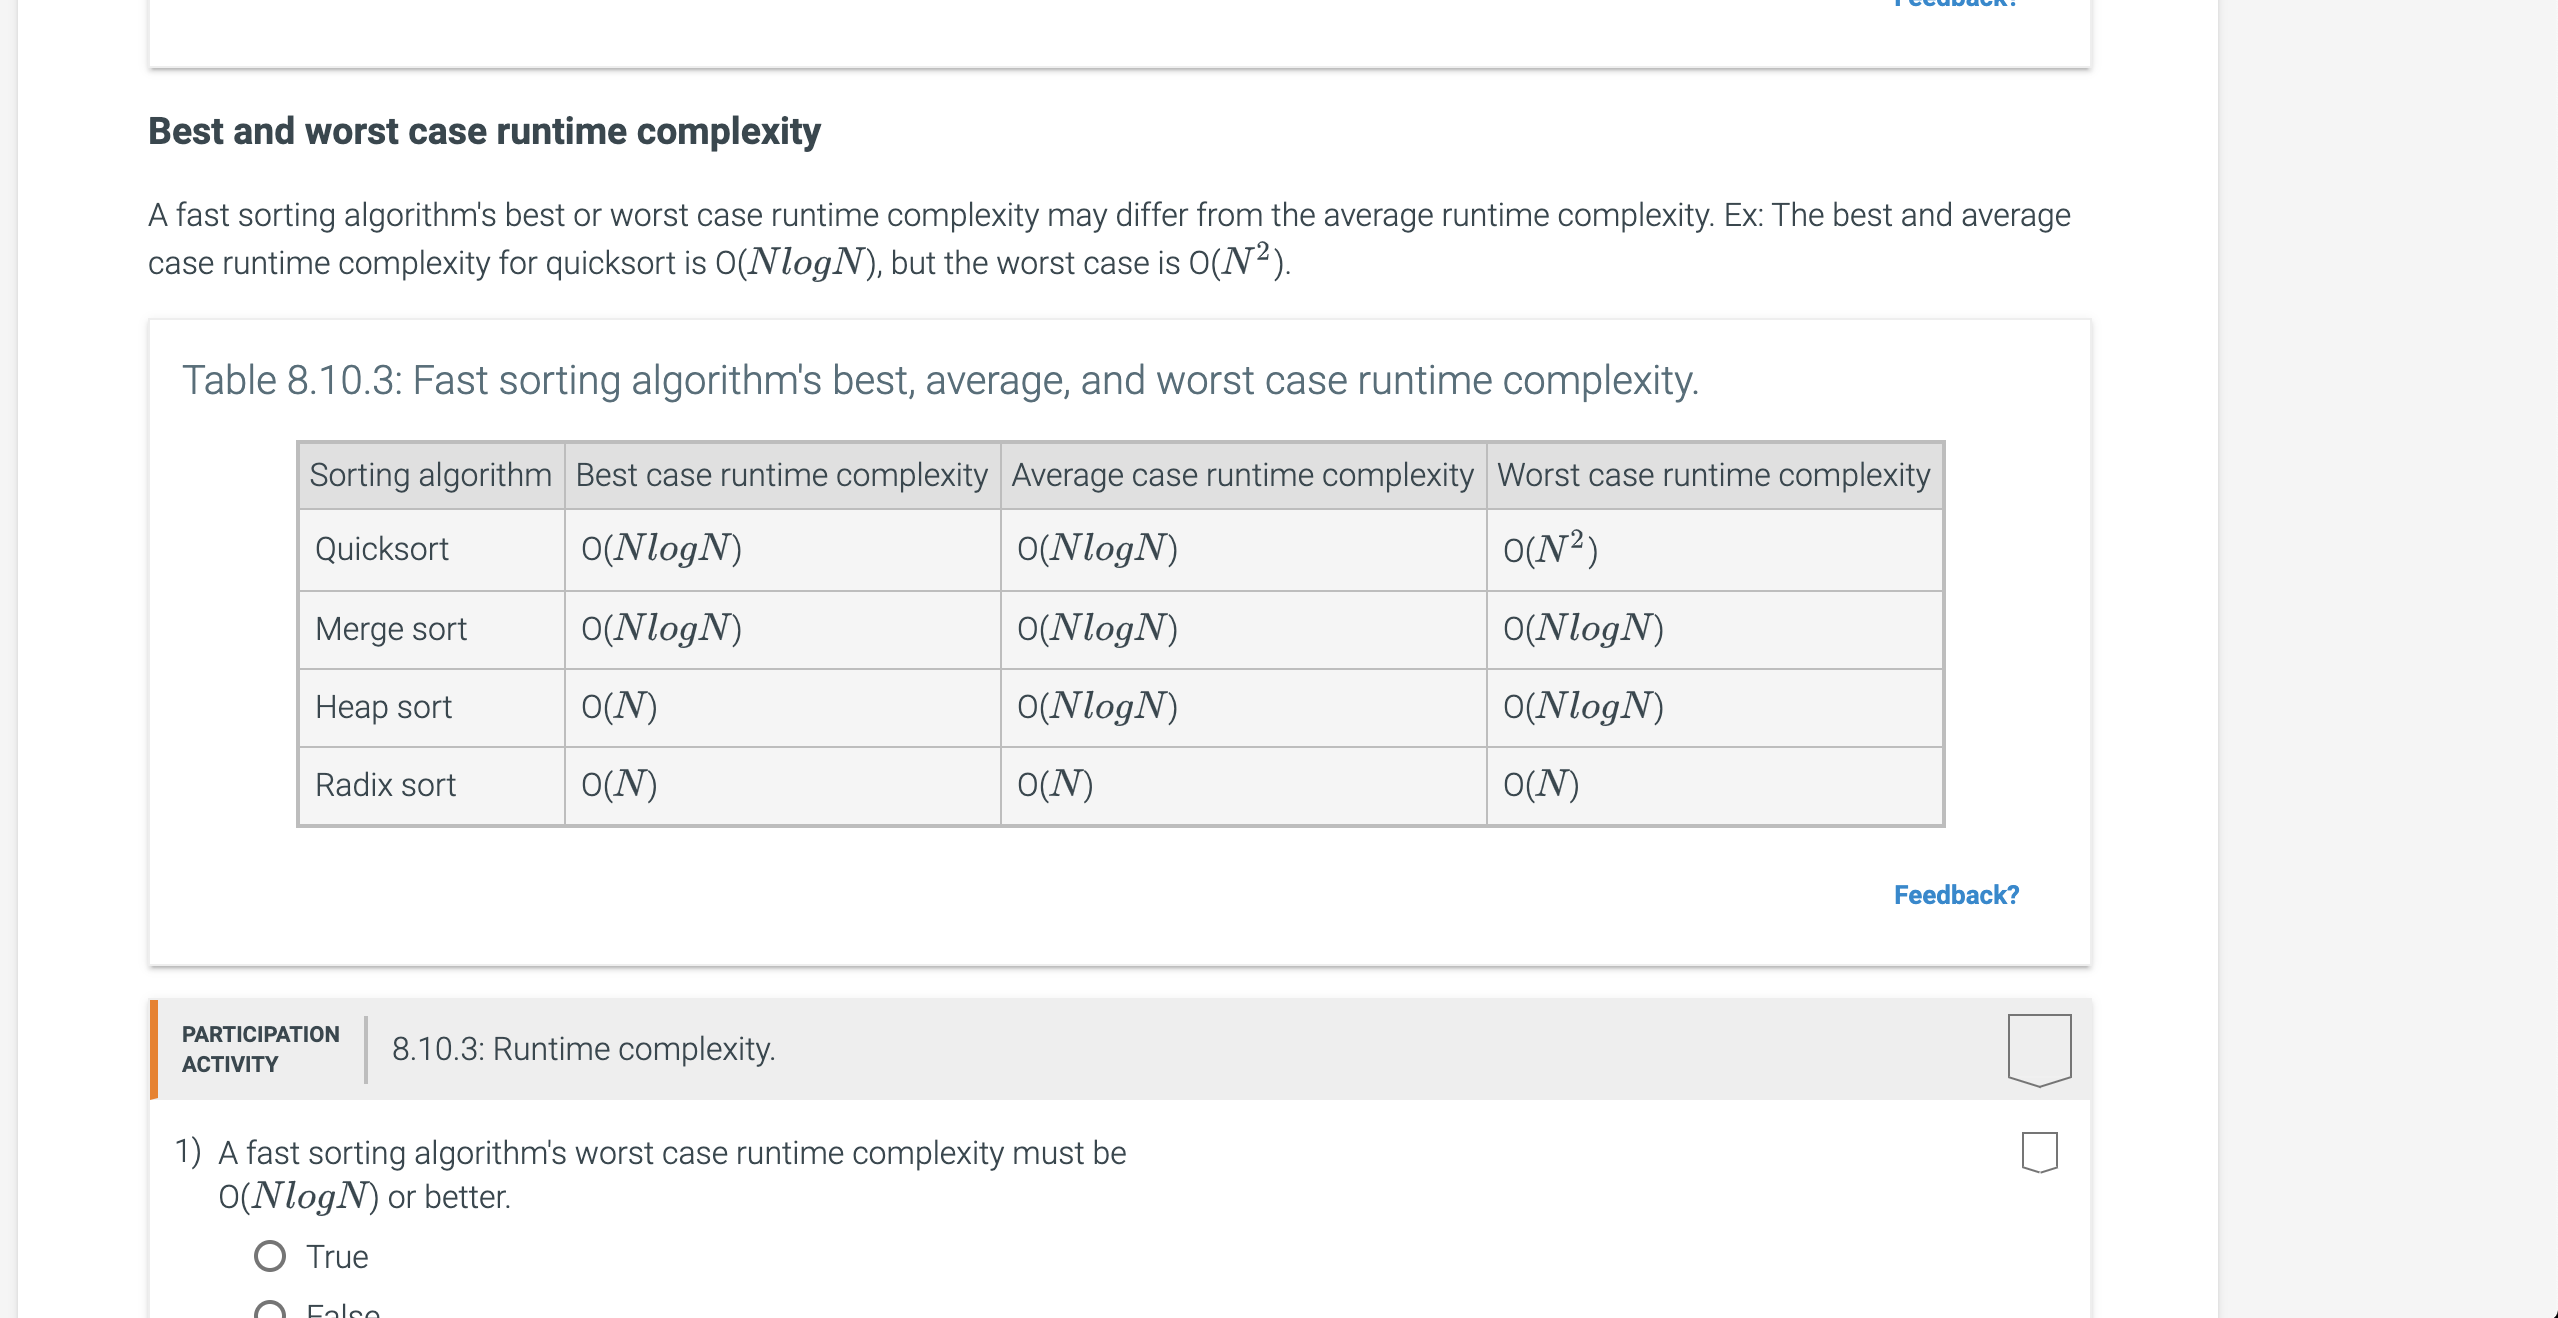 Feedback?
Best and worst case runtime complexity
A fast sorting algorithm's best or worst case runtime complexity may differ from the average runtime complexity. Ex: The best and average
case runtime complexity for quicksort is O(NlogN), but the worst case is O(N²).
Table 8.10.3: Fast sorting algorithm's best, average, and worst case runtime complexity.
Sorting algorithm Best case runtime complexity Average case runtime complexity Worst case runtime complexity
Quicksort O(NlogN) O(NlogN) O(N²)
Merge sort O(NlogN) O(NlogN) O(NlogN)
Heap sort O(N) O(NlogN) O(NlogN)
Radix sort O(N) O(N) O(N)
Feedback?
PARTICIPATION
ACTIVITY
8.10.3: Runtime complexity.
1) A fast sorting algorithm's worst case runtime complexity must be
O(NlogN) or better.
True
False